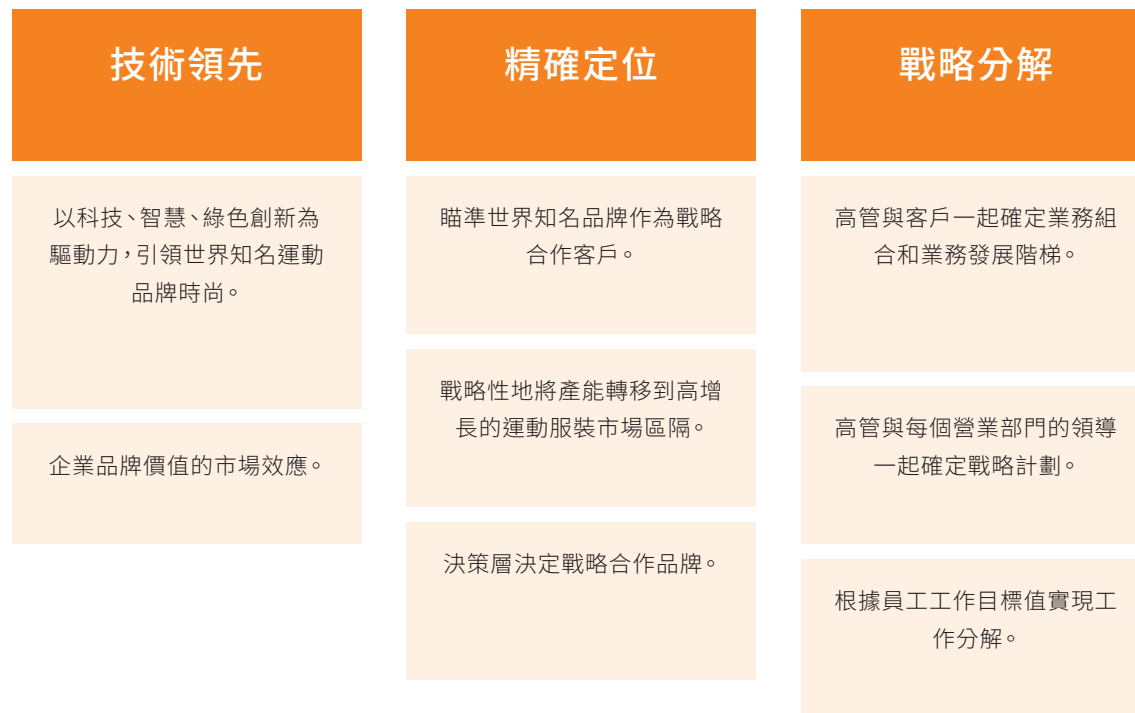 技術領先
以科技、智慧、綠色創新為
驅動力，引領世界知名運動
品牌時尚。
企業品牌價值的市場效應。
精確定位
瞄準世界知名品牌作為戰略
合作客戶。
戰略性地將產能轉移到高增
長的運動服裝市場區隔。
決策層決定戰略合作品牌。
戰略分解
高管與客戶一起確定業務組
合和業務發展階梯。
高管與每個營業部門的領導
一起確定戰略計劃。
根據員工工作目標值實現工
作分解。